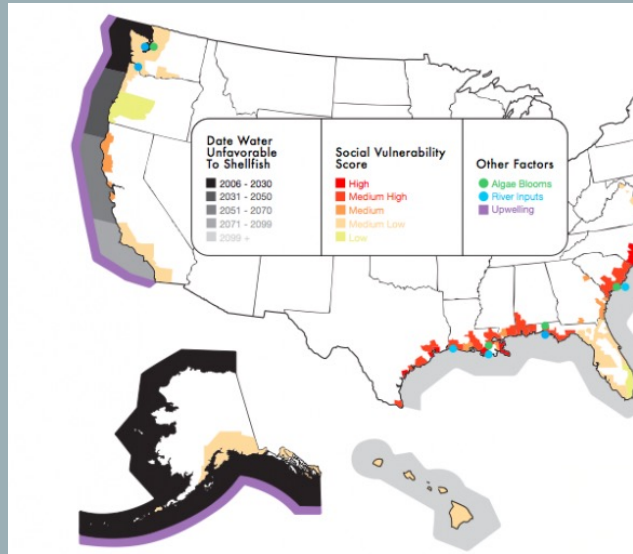 Date Water
Unfavorable
To Shellfish
2006 - 2030
2031 - 2050
2051 - 2070
2071 - 2099
2099 +
Social Vulnerability
Score
High
Medium High
Medium
Medium Low
Low
Other Factors
Algae Blooms
River Inputs
Upwelling